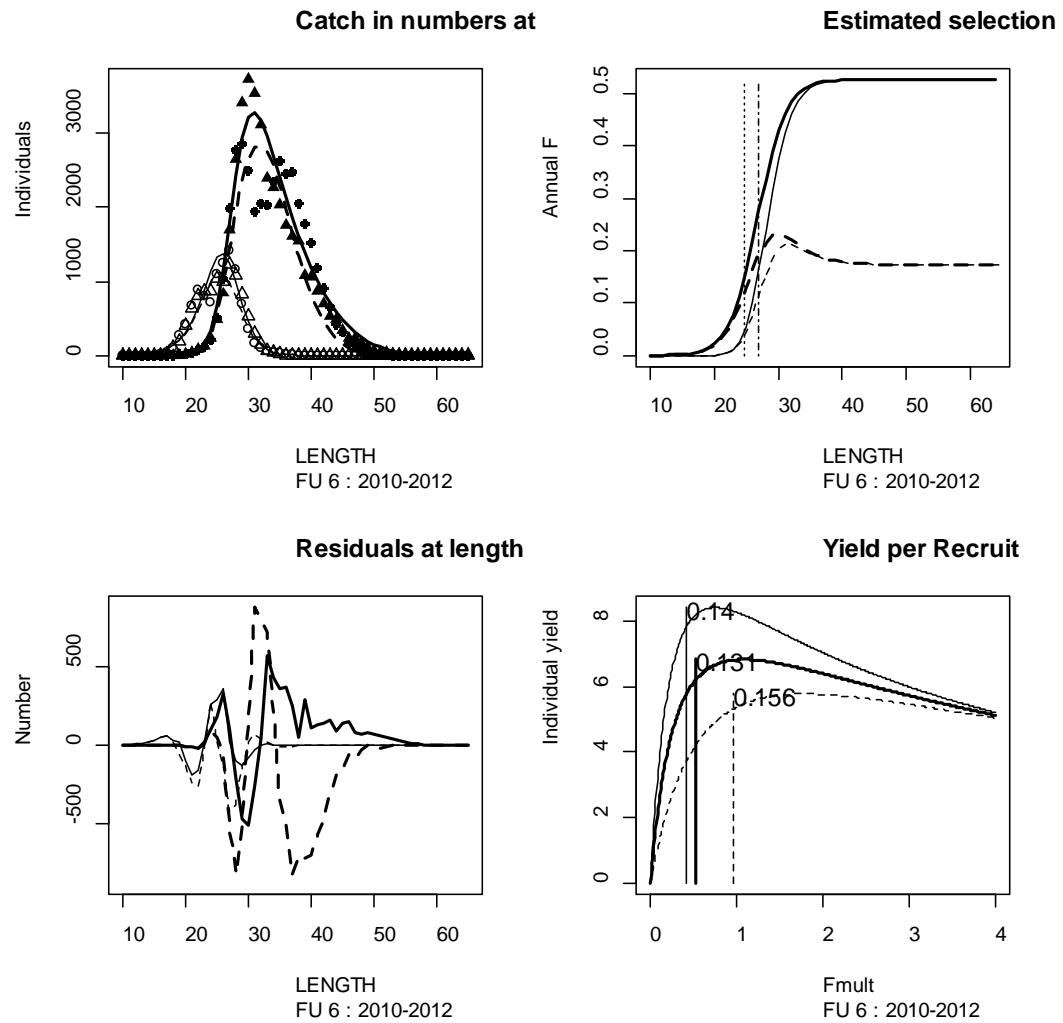 Catch in numbers at
Individuals
3000
2000
1000
0
10 20 30 40 50 60
LENGTH
FU 6 : 2010-2012
Estimated selection
Annual F
0.5
0.4
0.3
0.2
0.1
0.0
10 20 30 40 50 60
LENGTH
FU 6 : 2010-2012
Residuals at length
Number
500
0
-500
10 20 30 40 50 60
LENGTH
FU 6 : 2010-2012
Yield per Recruit
Individual yield
8
6
4
2
0
0.14
0.131
0.156
0 1 2 3 4
Fmult
FU 6 : 2010-2012